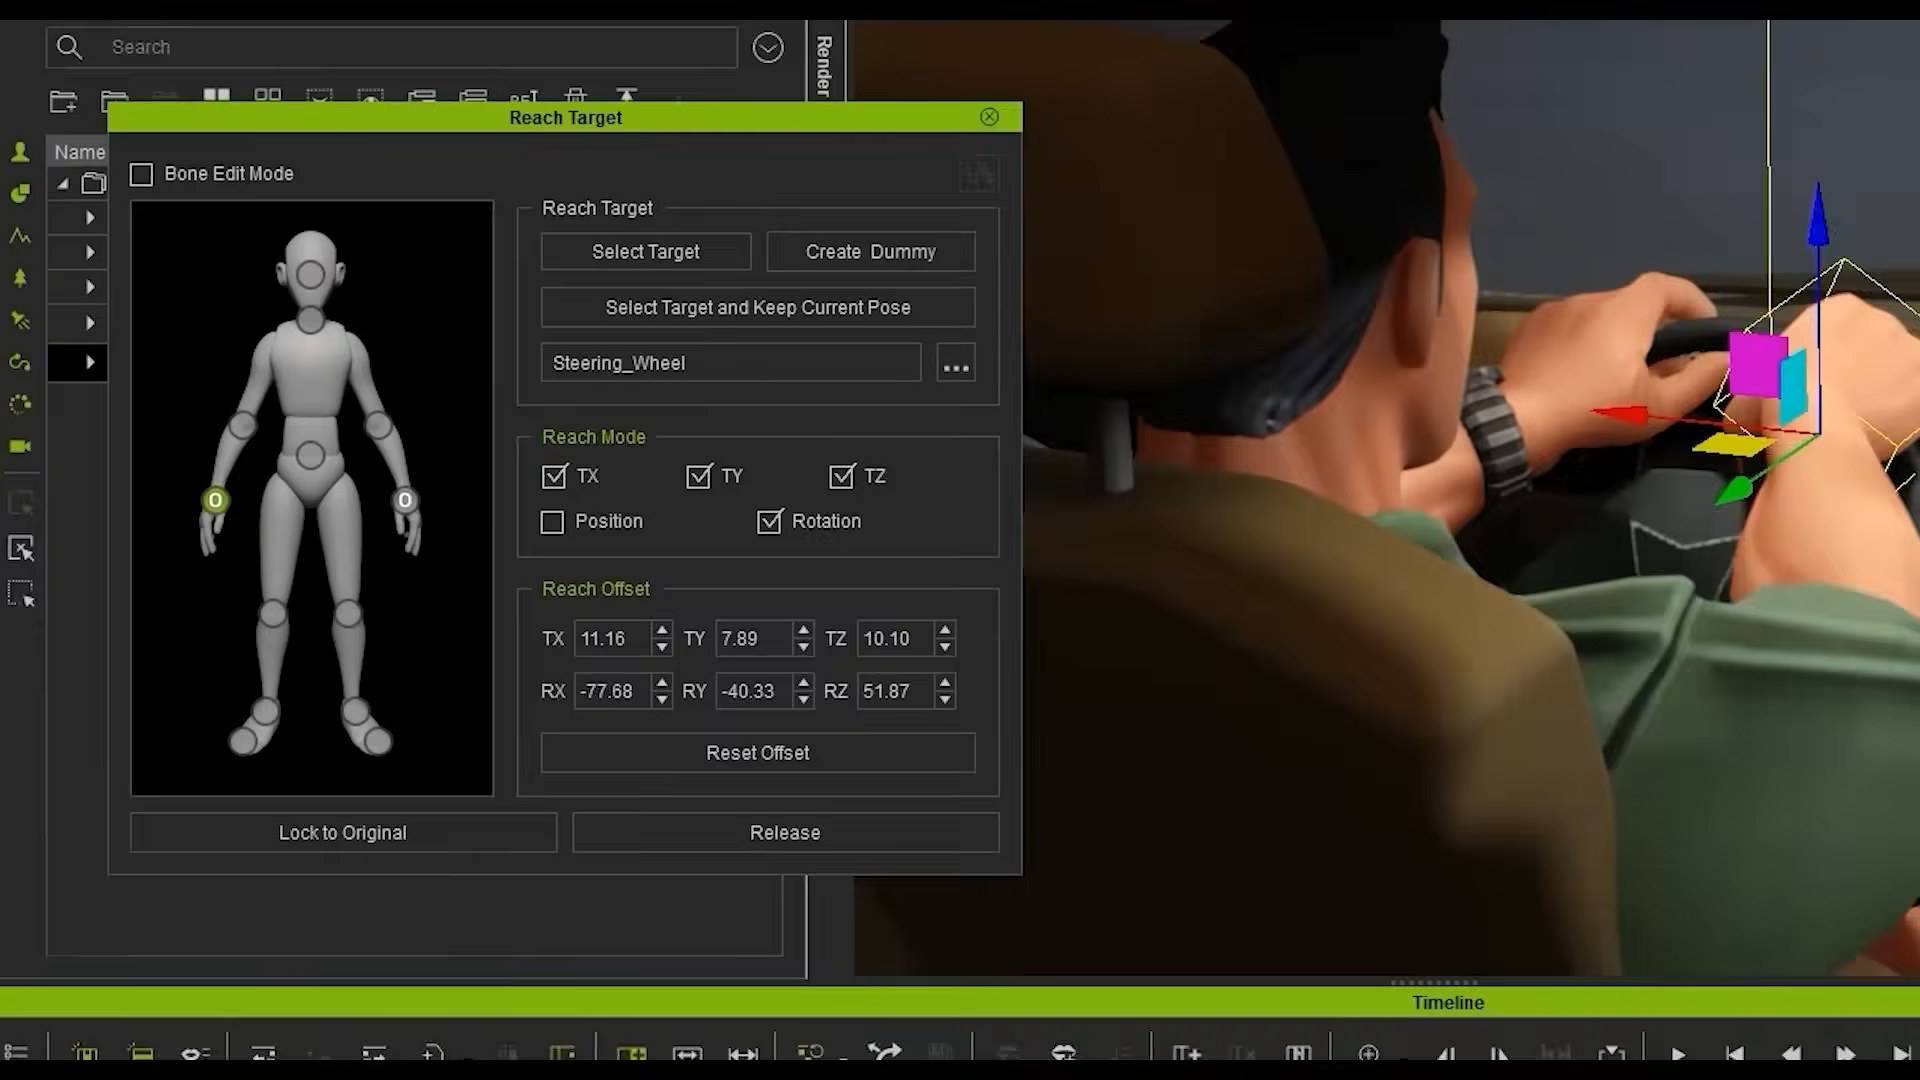 Search
Render
Reach Target
Name
Bone Edit Mode
Reach Target
Select Target
Create Dummy
Select Target and Keep Current Pose
Steering_Wheel
...
Reach Mode
TX
TY
TZ
Position
Rotation
Reach Offset
TX 11.16 TY 7.89 TZ 10.10
RX -77.68 RY -40.33 RZ 51.87
Reset Offset
Lock to Original
Release
Timeline